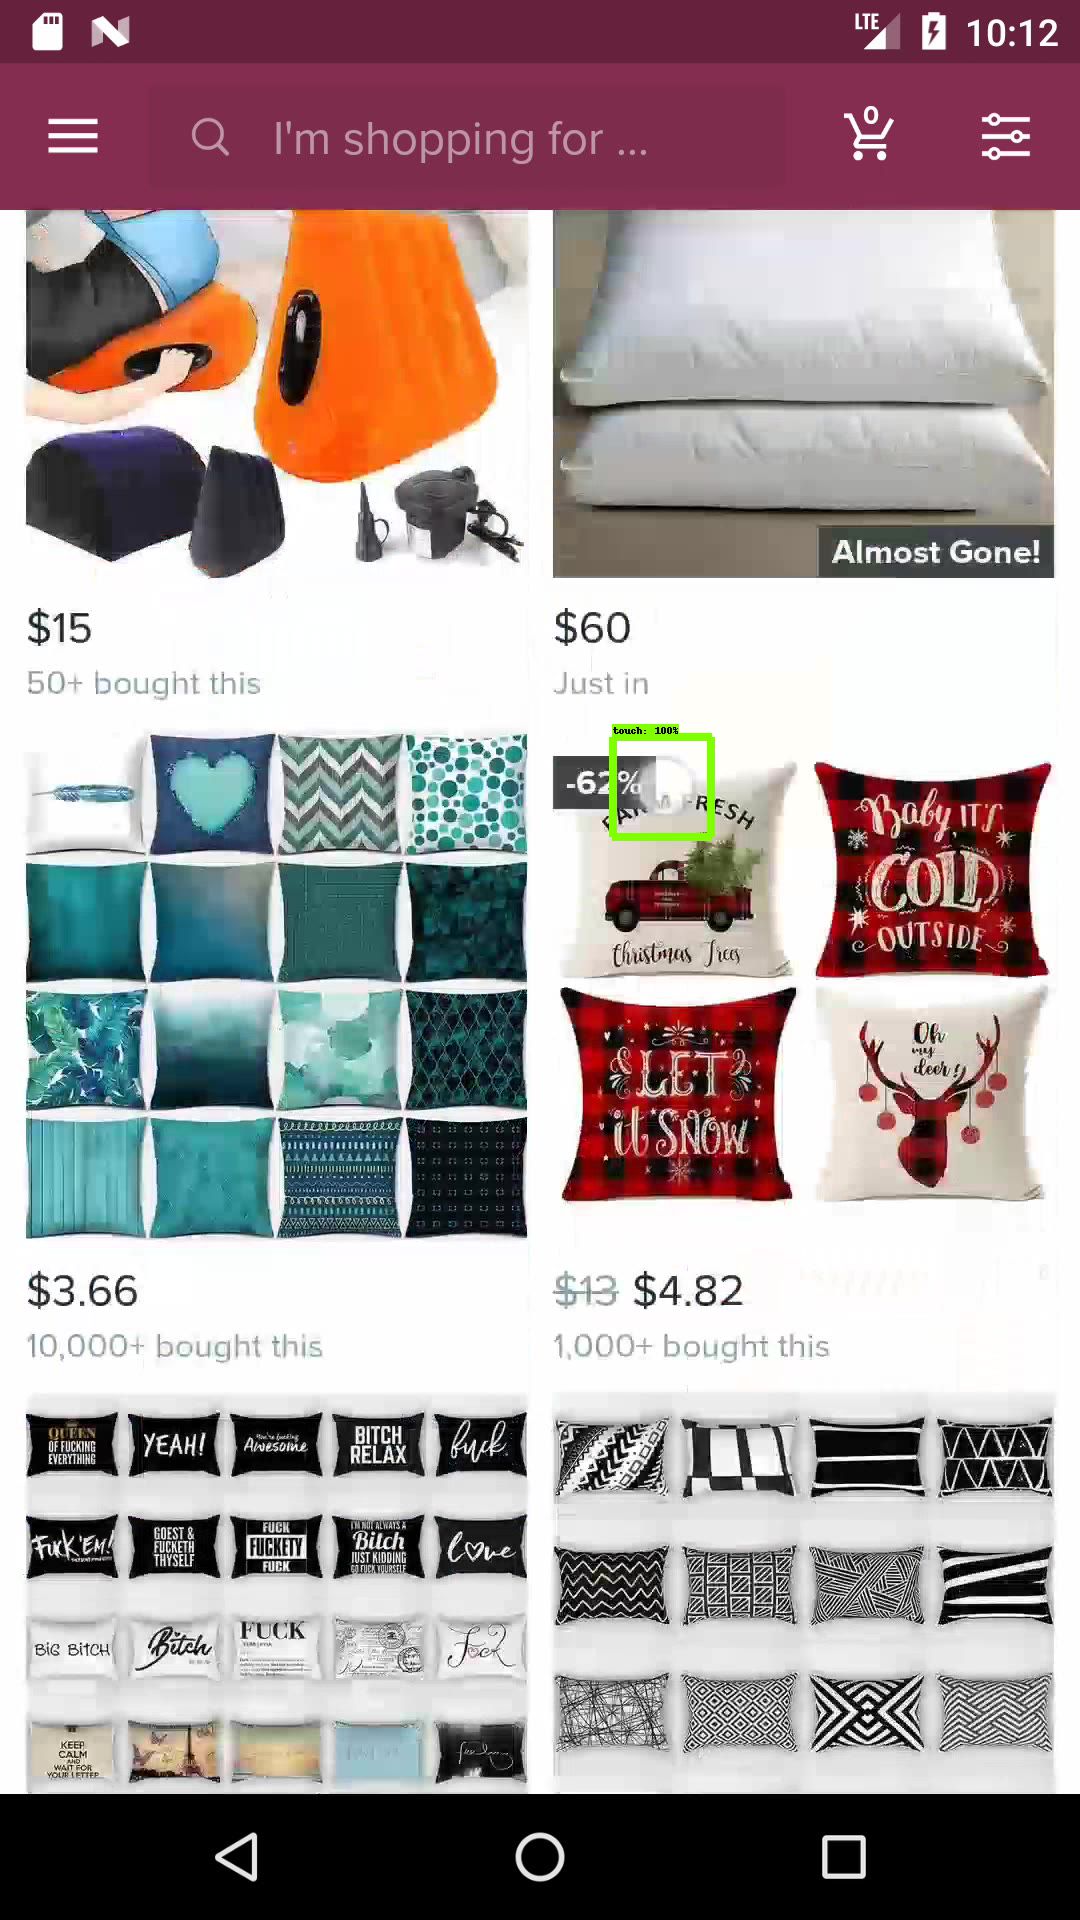 LTE 10:12
I'm shopping for ...
0
Almost Gone!
$15
50+ bought this
$60
Just in
touch: 100%
-62%
FRESH
Christmas Trees
Baby, IT'S
COLD
OUTSIDE
LET
it SNOW
Oh
my
deer!
$3.66
10,000+ bought this
$13 $4.82
1,000+ bought this
QUEEN
OF FUCKING
EVERYTHING
YEAH!
You're fucking
Awesome
BITCH
RELAX
fuck.
Fuck 'Em!
GOEST &
FUCKETH
THYSELF
FUCK
FUCKETY
FUCK
I'M NOT ALWAYS A
Bitch
JUST KIDDING
GO FUCK YOURSELF
love
BIG BITCH
Bitch
FUCK
Fuck
KEEP
CALM
AND
WAIT FOR
YOUR LETTER